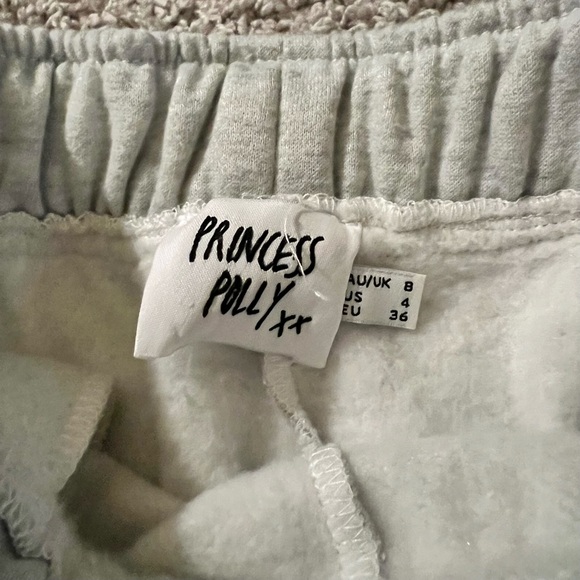 PRINCESS
POLLY xx
AU/UK 8
US 4
EU 36